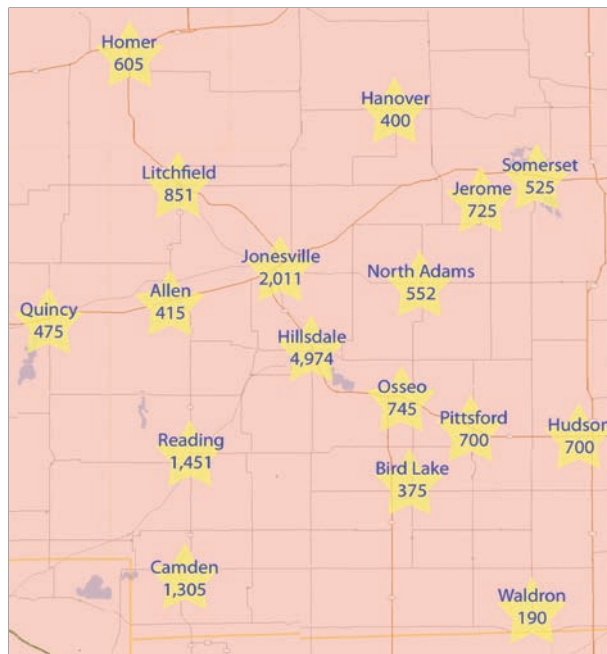 Homer
605
Hanover
400
Litchfield
851
Somerset
525
Jerome
725
Jonesville
2,011
North Adams
552
Allen
415
Quincy
475
Hillsdale
4,974
Osseo
745
Pittsford
700
Hudson
700
Reading
1,451
Bird Lake
375
Camden
1,305
Waldron
190